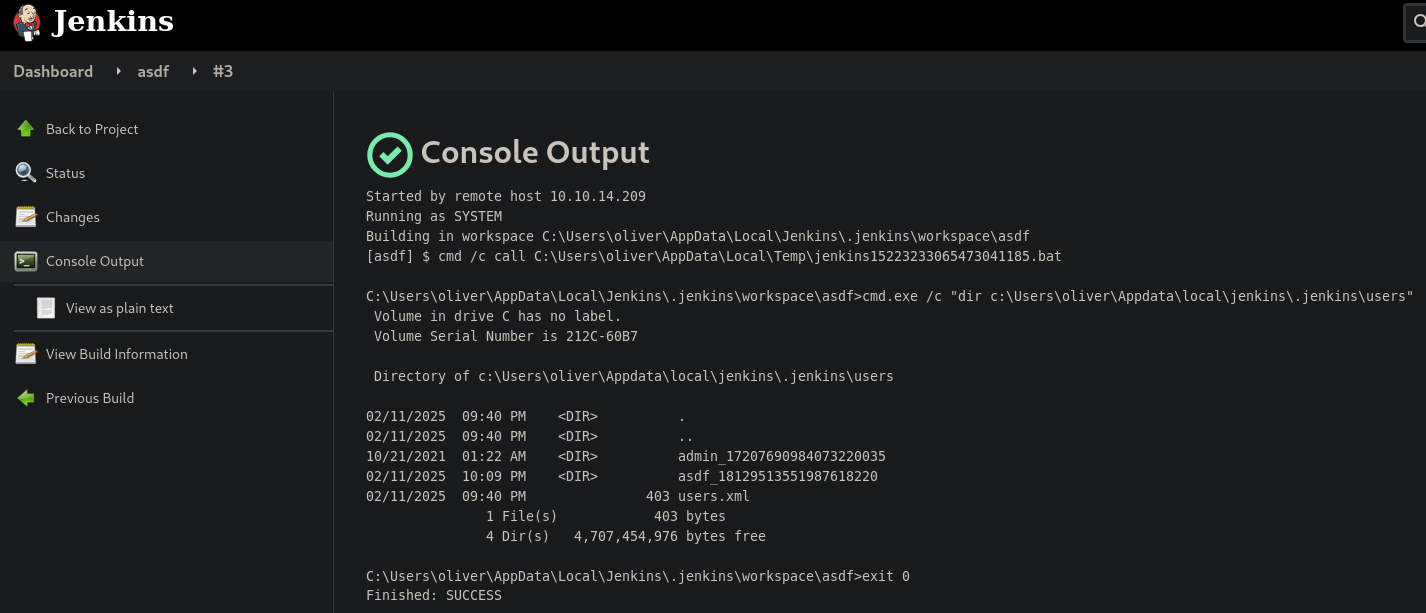 Jenkins
Dashboard asdf #3
Back to Project
Status
Changes
Console Output
View as plain text
View Build Information
Previous Build
Console Output
Started by remote host 10.10.14.209
Running as SYSTEM
Building in workspace C:\Users\oliver\AppData\Local\Jenkins\.jenkins\workspace\asdf
[asdf] $ cmd /c call C:\Users\oliver\AppData\Local\Temp\jenkins15223233065473041185.bat
C:\Users\oliver\AppData\Local\Jenkins\.jenkins\workspace\asdf>cmd.exe /c "dir c:\Users\oliver\Appdata\local\jenkins\.jenkins\users"
Volume in drive C has no label.
Volume Serial Number is 212C-60B7
Directory of c:\Users\oliver\Appdata\local\jenkins\.jenkins\users
02/11/2025  09:40 PM    <DIR>          .
02/11/2025  09:40 PM    <DIR>          ..
10/21/2021  01:22 AM    <DIR>          admin_17207690984073220035
02/11/2025  10:09 PM    <DIR>          asdf_18129513551987618220
02/11/2025  09:40 PM               403 users.xml
1 File(s)            403 bytes
4 Dir(s)   4,707,454,976 bytes free
C:\Users\oliver\AppData\Local\Jenkins\.jenkins\workspace\asdf>exit 0
Finished: SUCCESS